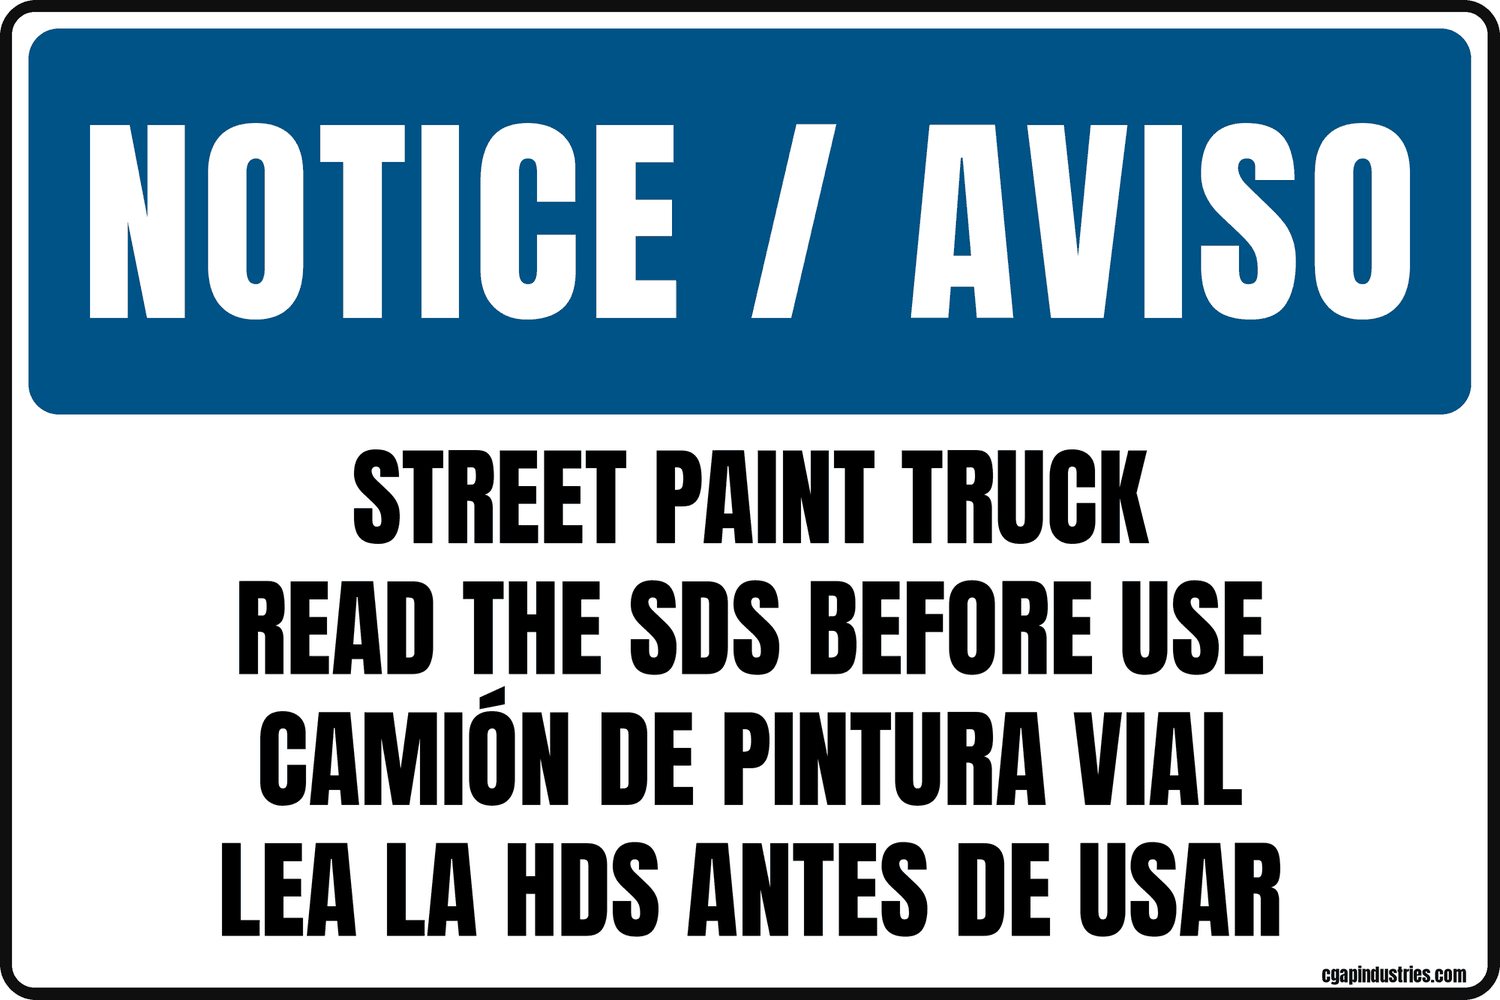 NOTICE / AVISO
STREET PAINT TRUCK
READ THE SDS BEFORE USE
CAMIÓN DE PINTURA VIAL
LEA LA HDS ANTES DE USAR
cgapindustries.com